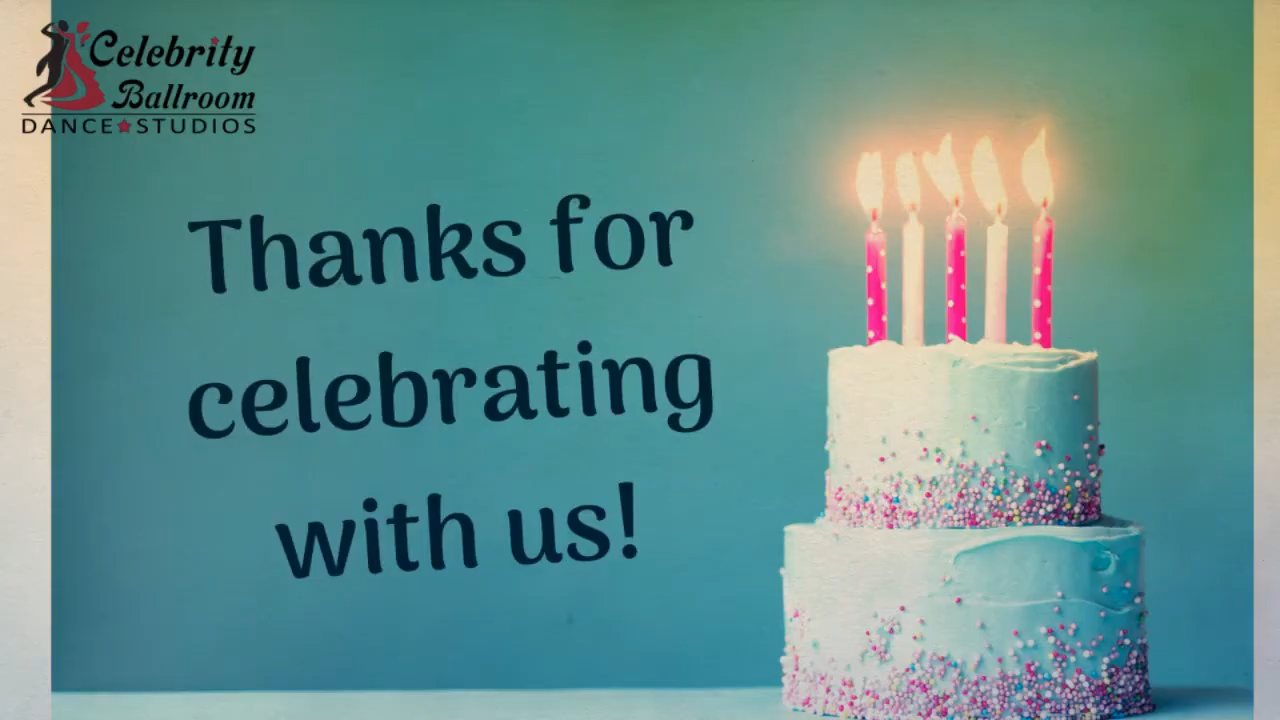 Celebrity
Ballroom
DANCE★STUDIOS
Thanks for
celebrating
with us!